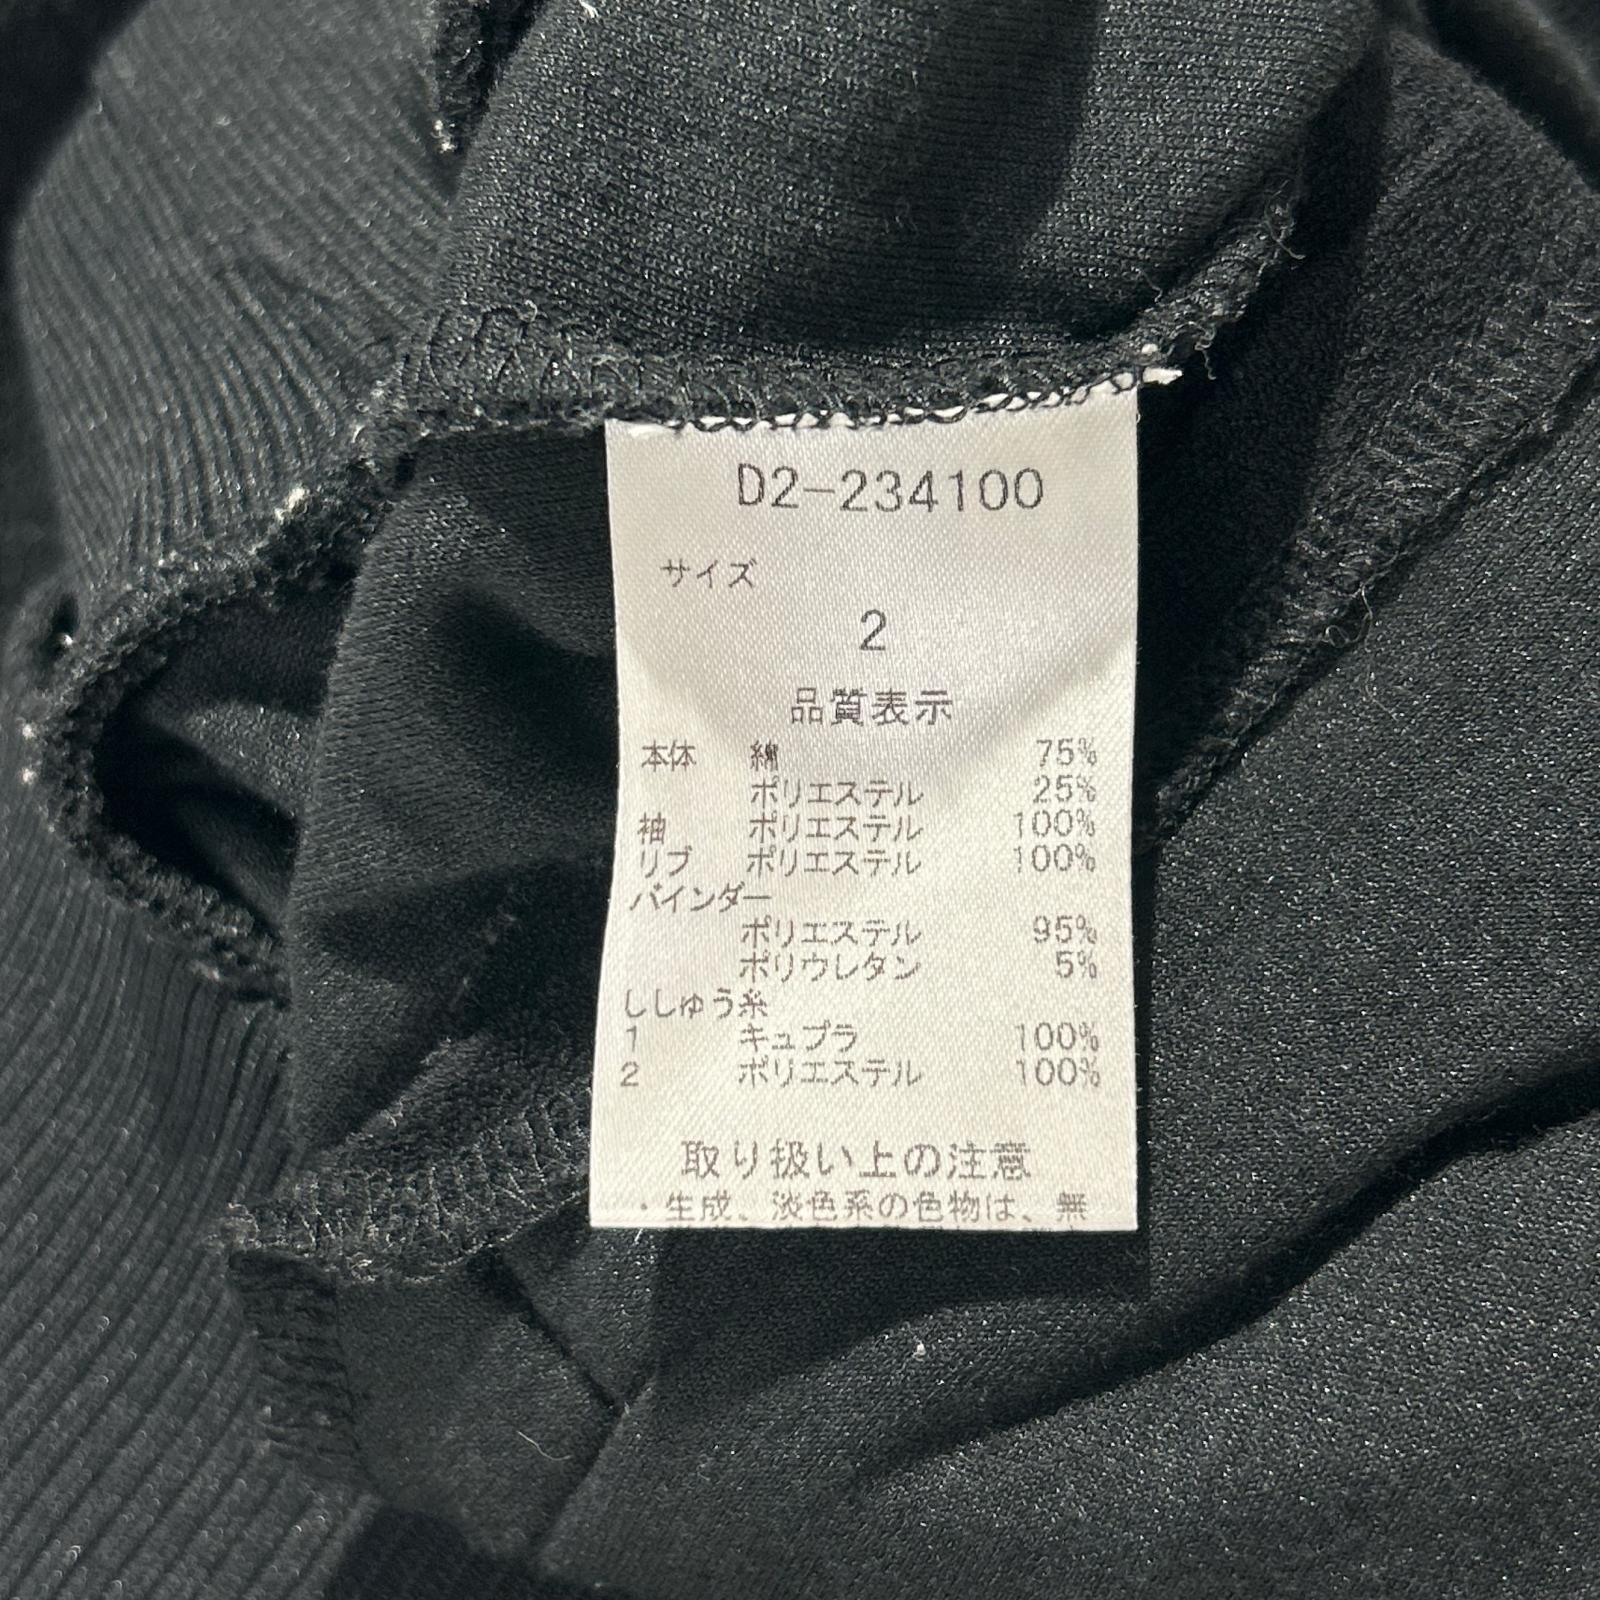 D2-234100
サイズ
2
品質表示
本体 綿 75%
ポリエステル 25%
袖 ポリエステル 100%
リブ ポリエステル 100%
バインダー
ポリエステル 95%
ポリウレタン 5%
ししゅう糸
1 キュプラ 100%
2 ポリエステル 100%
取り扱い上の注意
・生成、淡色系の色物は、無